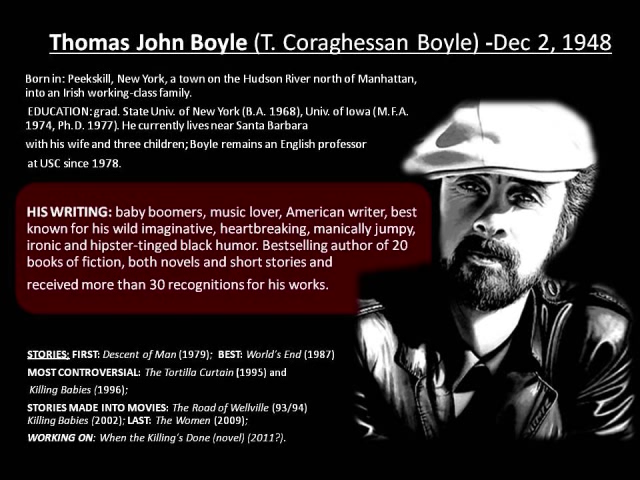 Thomas John Boyle (T. Coraghessan Boyle) -Dec 2, 1948
Born in: Peekskill, New York, a town on the Hudson River north of Manhattan,
into an Irish working-class family.
EDUCATION: grad. State Univ. of New York (B.A. 1968), Univ. of Iowa (M.F.A.
1974, Ph.D. 1977). He currently lives near Santa Barbara
with his wife and three children; Boyle remains an English professor
at USC since 1978.
HIS WRITING: baby boomers, music lover, American writer, best
known for his wild imaginative, heartbreaking, manically jumpy,
ironic and hipster-tinged black humor. Bestselling author of 20
books of fiction, both novels and short stories and
received more than 30 recognitions for his works.
STORIES: FIRST: Descent of Man (1979); BEST: World's End (1987)
MOST CONTROVERSIAL: The Tortilla Curtain (1995) and
Killing Babies (1996);
STORIES MADE INTO MOVIES: The Road of Wellville (93/94)
Killing Babies (2002); LAST: The Women (2009);
WORKING ON: When the Killing's Done (novel) (2011?).